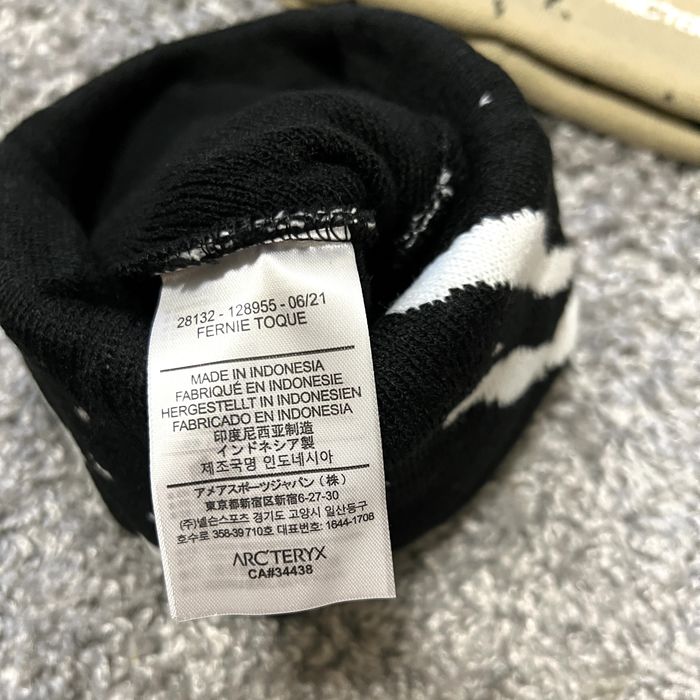 28132 - 128955 - 06/21
FERNIE TOQUE
MADE IN INDONESIA
FABRIQUÉ EN INDONESIE
HERGESTELLT IN INDONESIEN
FABRICADO EN INDONESIA
印度尼西亚制造
インドネシア製
제조국명 인도네시아
アメアスポーツジャパン(株)
東京都新宿区新宿6-27-30
(주)넬슨스포츠 경기도 고양시 일산동구
호수로 358-39 710호 대표번호: 1644-1708
ARC'TERYX
CA#34438